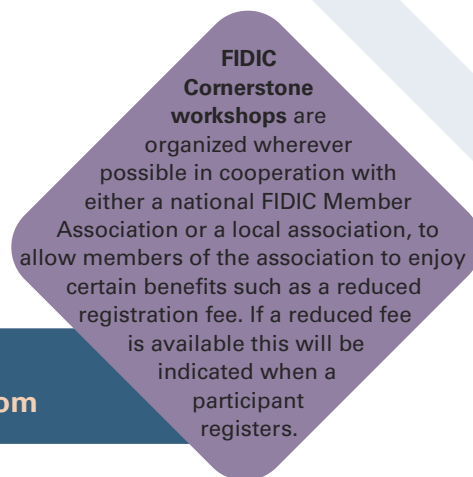 FIDIC
Cornerstone
workshops are
organized wherever
possible in cooperation with
either a national FIDIC Member
Association or a local association, to
allow members of the association to enjoy
certain benefits such as a reduced
registration fee. If a reduced fee
is available this will be
indicated when a
participant
registers.
om